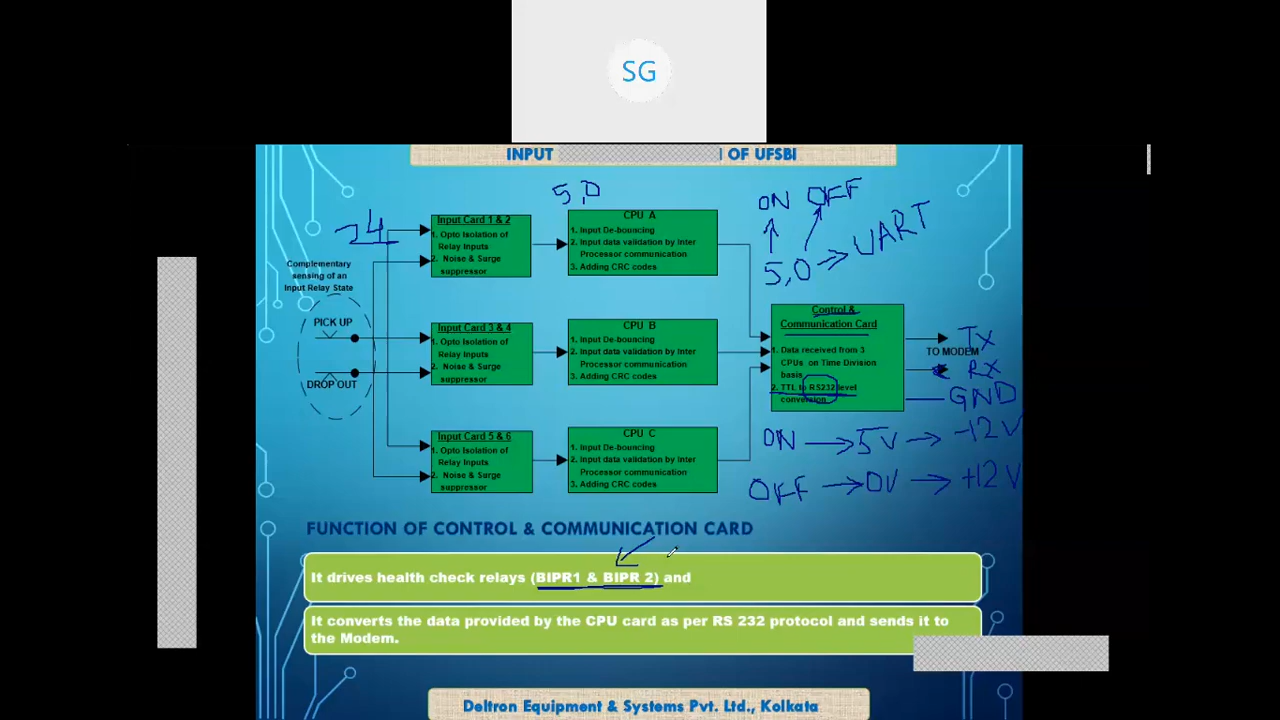 SG
INPUT
OF UFSBI
5,0
ON OFF
5,0 → UART
24
Complementary
sensing of an
Input Relay State
PICK UP
DROP OUT
Input Card 1 & 2
1. Opto Isolation of
Relay Inputs
2. Noise & Surge
suppressor
CPU A
1. Input De-bouncing
2. Input data validation by Inter
Processor communication
3. Adding CRC codes
Input Card 3 & 4
1. Opto Isolation of
Relay Inputs
2. Noise & Surge
suppressor
CPU B
1. Input De-bouncing
2. Input data validation by Inter
Processor communication
3. Adding CRC codes
Input Card 5 & 6
1. Opto Isolation of
Relay Inputs
2. Noise & Surge
suppressor
CPU C
1. Input De-bouncing
2. Input data validation by Inter
Processor communication
3. Adding CRC codes
Control &
Communication Card
1. Data received from 3
CPUs on Time Division
basis
2. TTL to RS232 level
conversion
TX
TO MODEM
RX
GND
ON → 5V → -12V
OFF → 0V → +12V
FUNCTION OF CONTROL & COMMUNICATION CARD
It drives health check relays (BIPR1 & BIPR 2) and
It converts the data provided by the CPU card as per RS 232 protocol and sends it to
the Modem.
Deltron Equipment & Systems Pvt. Ltd., Kolkata